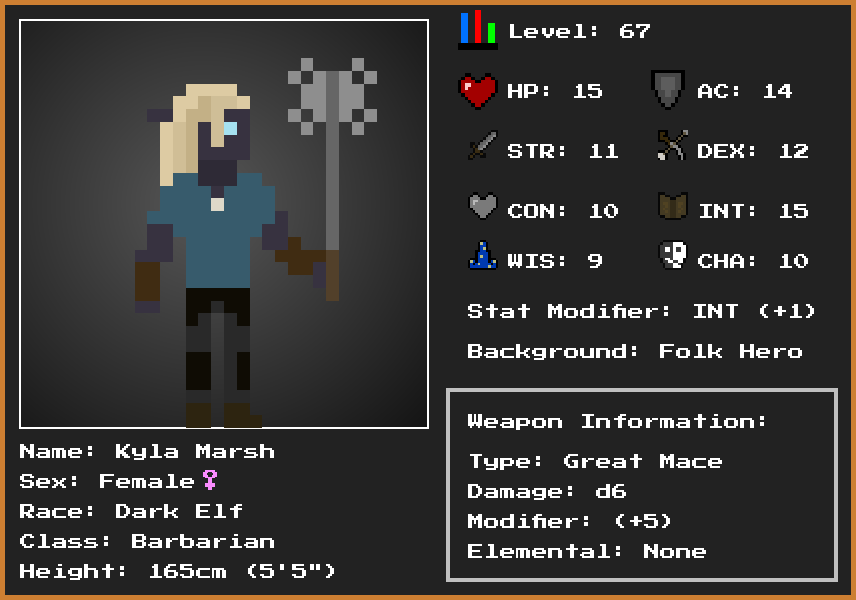 Level: 67
HP: 15
AC: 14
STR: 11
DEX: 12
CON: 10
INT: 15
WIS: 9
CHA: 10
Stat Modifier: INT (+1)
Background: Folk Hero
Weapon Information:
Type: Great Mace
Damage: d6
Modifier: (+5)
Elemental: None
Name: Kyla Marsh
Sex: Female♀
Race: Dark Elf
Class: Barbarian
Height: 165cm (5'5")